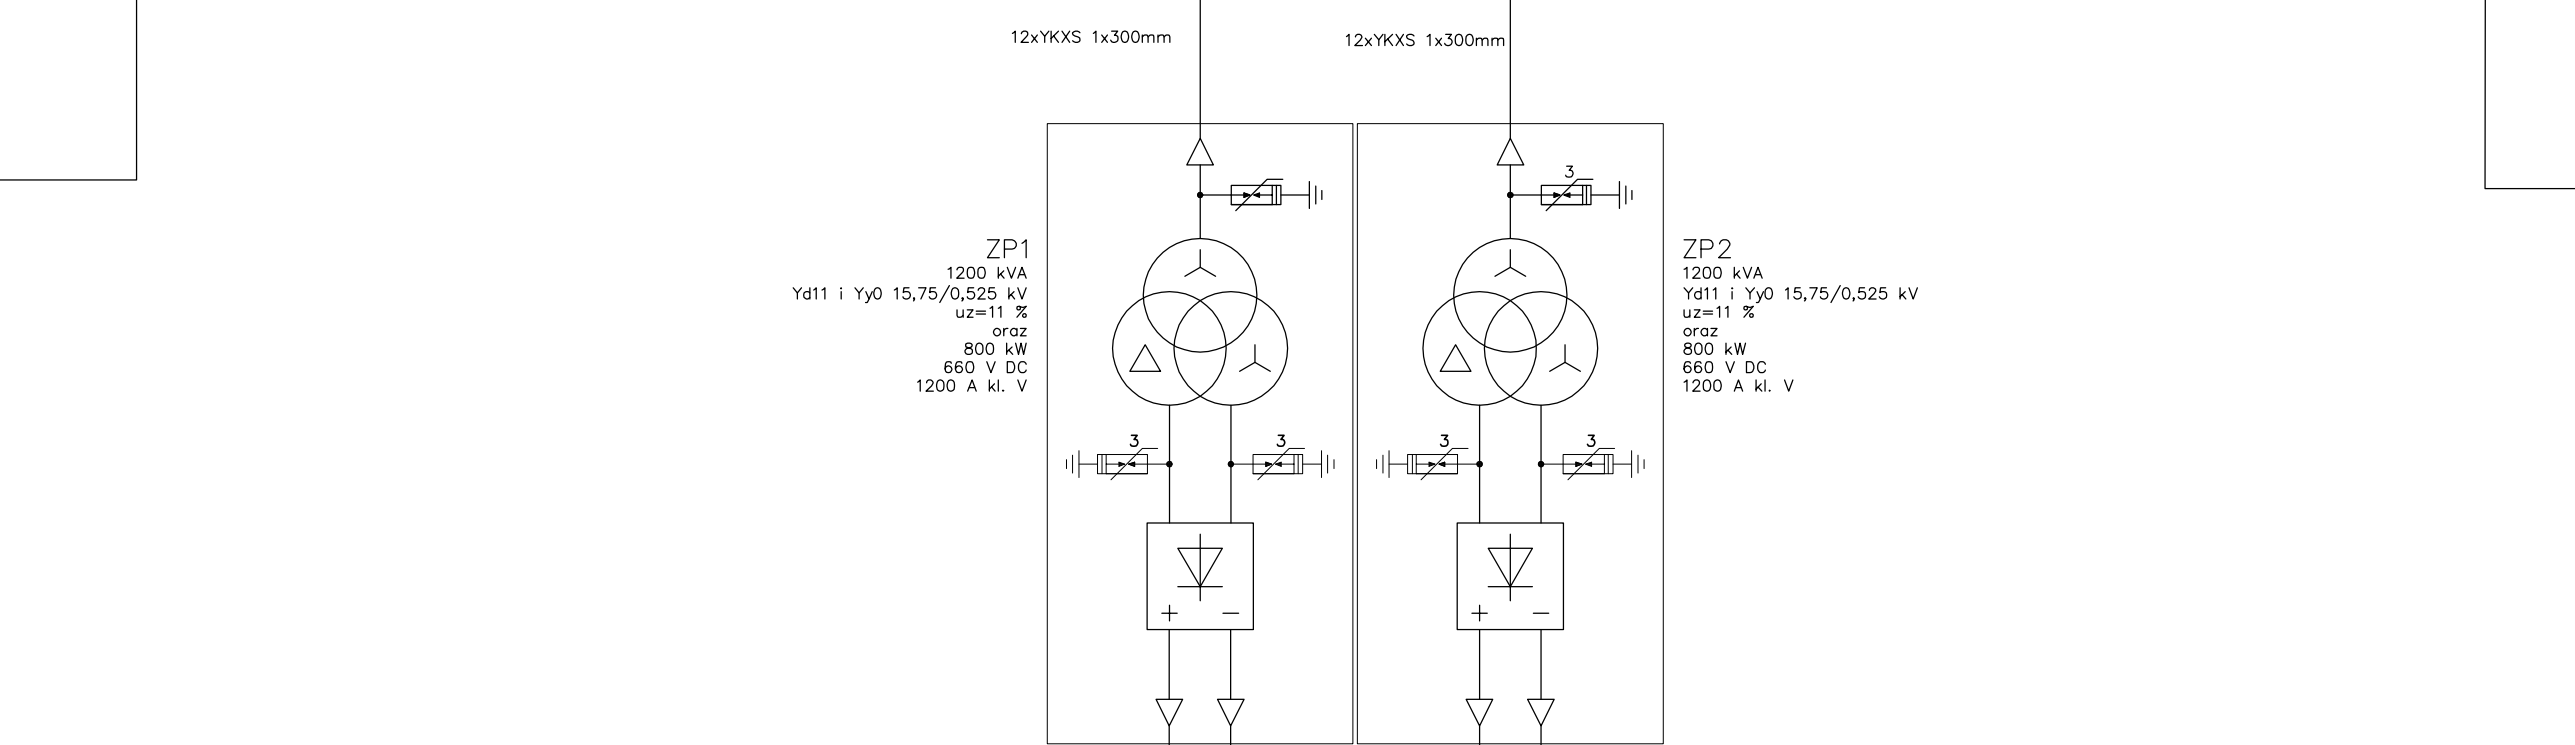 12xYKXS 1x300mm
12xYKXS 1x300mm
3
ZP1
1200 kVA
Yd11 i Yy0 15,75/0,525 kV
uz=11 %
oraz
800 kW
660 V DC
1200 A kl. V
ZP2
1200 kVA
Yd11 i Yy0 15,75/0,525 kV
uz=11 %
oraz
800 kW
660 V DC
1200 A kl. V
3
3
3
3
+ −
+ −